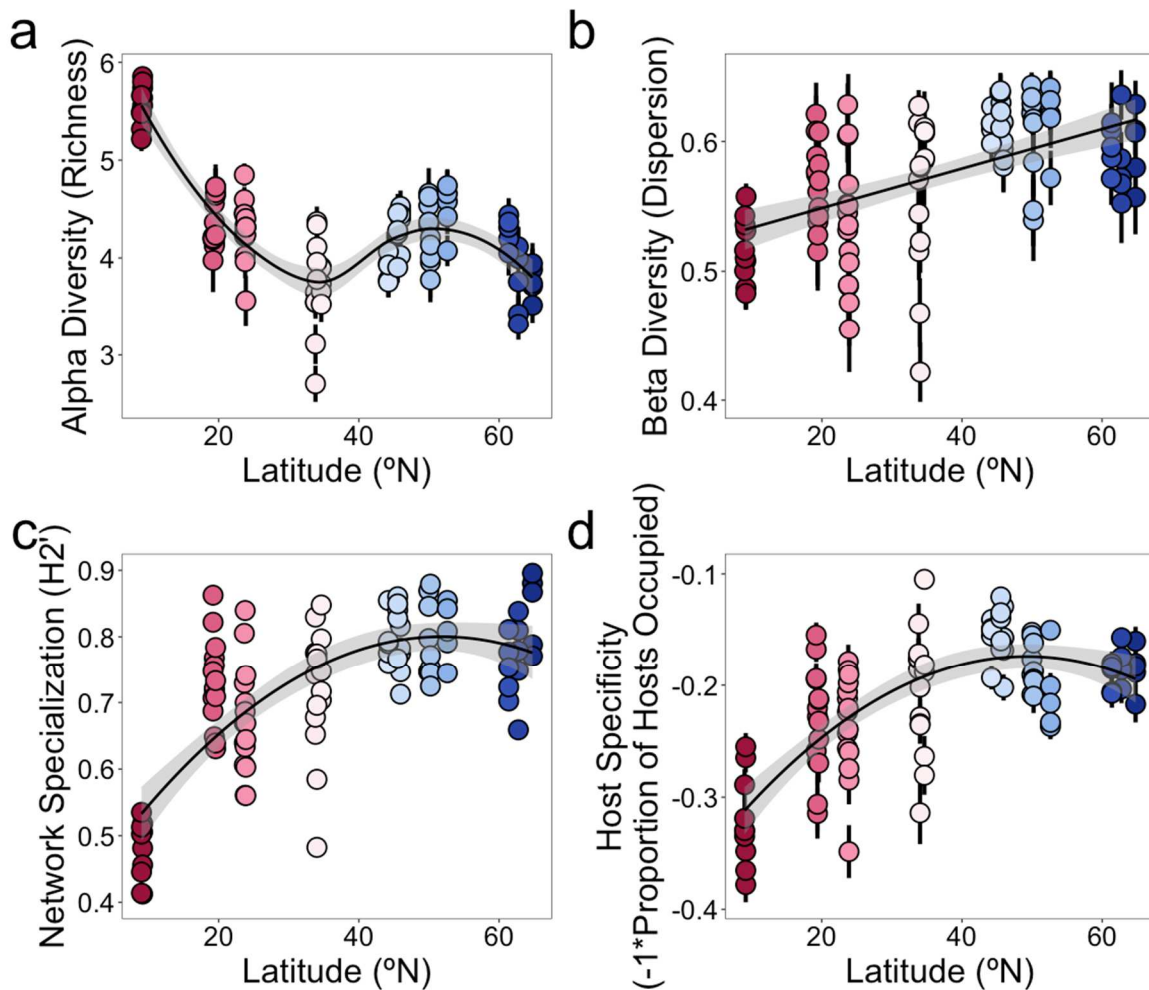 a
Alpha Diversity (Richness)
6
5
4
3
20 40 60
Latitude (ºN)
b
Beta Diversity (Dispersion)
0.6
0.5
0.4
20 40 60
Latitude (ºN)
c
Network Specialization (H2')
0.9
0.8
0.7
0.6
0.5
0.4
20 40 60
Latitude (ºN)
d
Host Specificity
(-1*Proportion of Hosts Occupied)
-0.1
-0.2
-0.3
-0.4
20 40 60
Latitude (ºN)